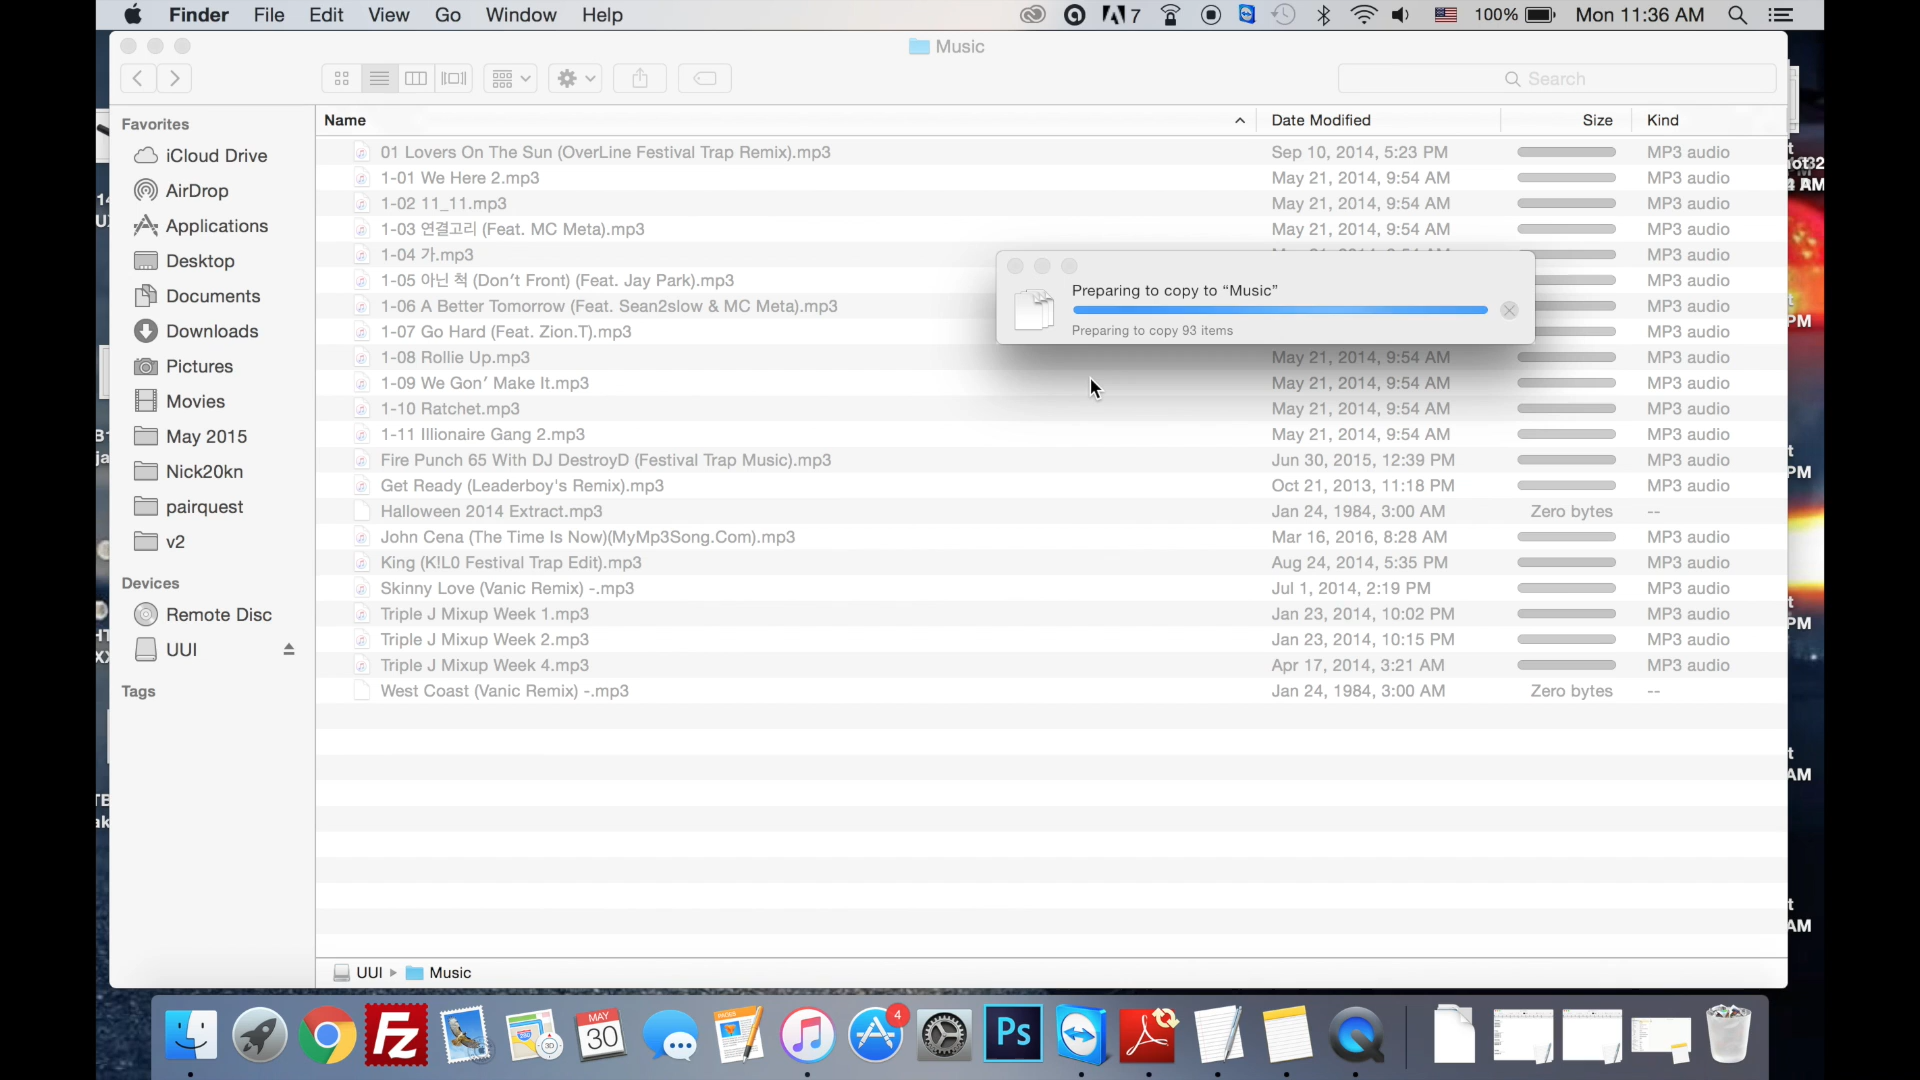 Finder File Edit View Go Window Help 7 100% Mon 11:36 AM
Music
Search
Name Date Modified Size Kind
Favorites
iCloud Drive
AirDrop
Applications
Desktop
Documents
Downloads
Pictures
Movies
May 2015
Nick20kn
pairquest
v2
Devices
Remote Disc
UUI
Tags
01 Lovers On The Sun (OverLine Festival Trap Remix).mp3 Sep 10, 2014, 5:23 PM MP3 audio
1-01 We Here 2.mp3 May 21, 2014, 9:54 AM MP3 audio
1-02 11_11.mp3 May 21, 2014, 9:54 AM MP3 audio
1-03 연결고리 (Feat. MC Meta).mp3 May 21, 2014, 9:54 AM MP3 audio
1-04 가.mp3 MP3 audio
1-05 아닌 척 (Don't Front) (Feat. Jay Park).mp3 MP3 audio
1-06 A Better Tomorrow (Feat. Sean2slow & MC Meta).mp3 MP3 audio
1-07 Go Hard (Feat. Zion.T).mp3 MP3 audio
1-08 Rollie Up.mp3 May 21, 2014, 9:54 AM MP3 audio
1-09 We Gon' Make It.mp3 May 21, 2014, 9:54 AM MP3 audio
1-10 Ratchet.mp3 May 21, 2014, 9:54 AM MP3 audio
1-11 Illionaire Gang 2.mp3 May 21, 2014, 9:54 AM MP3 audio
Fire Punch 65 With DJ DestroyD (Festival Trap Music).mp3 Jun 30, 2015, 12:39 PM MP3 audio
Get Ready (Leaderboy's Remix).mp3 Oct 21, 2013, 11:18 PM MP3 audio
Halloween 2014 Extract.mp3 Jan 24, 1984, 3:00 AM Zero bytes --
John Cena (The Time Is Now)(MyMp3Song.Com).mp3 Mar 16, 2016, 8:28 AM MP3 audio
King (K!L0 Festival Trap Edit).mp3 Aug 24, 2014, 5:35 PM MP3 audio
Skinny Love (Vanic Remix) -.mp3 Jul 1, 2014, 2:19 PM MP3 audio
Triple J Mixup Week 1.mp3 Jan 23, 2014, 10:02 PM MP3 audio
Triple J Mixup Week 2.mp3 Jan 23, 2014, 10:15 PM MP3 audio
Triple J Mixup Week 4.mp3 Apr 17, 2014, 3:21 AM MP3 audio
West Coast (Vanic Remix) -.mp3 Jan 24, 1984, 3:00 AM Zero bytes --
Preparing to copy to “Music”
Preparing to copy 93 items
UUI Music
Fz
MAY
30
PAGES
4
Ps